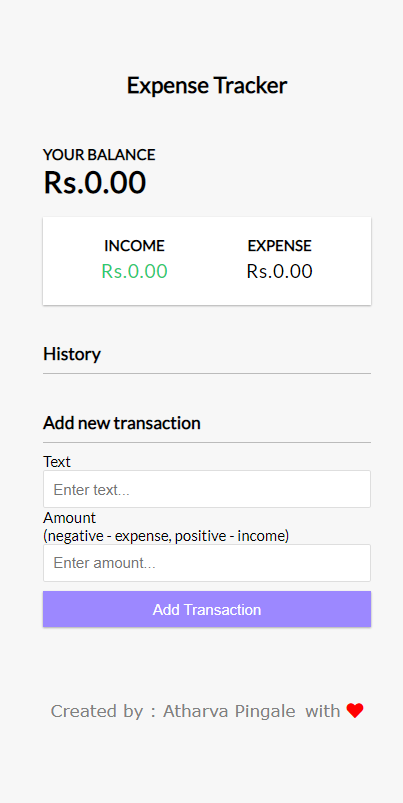 Expense Tracker
YOUR BALANCE
Rs.0.00
INCOME EXPENSE
Rs.0.00 Rs.0.00
History
Add new transaction
Text
Enter text...
Amount
(negative - expense, positive - income)
Enter amount...
Add Transaction
Created by : Atharva Pingale with ❤